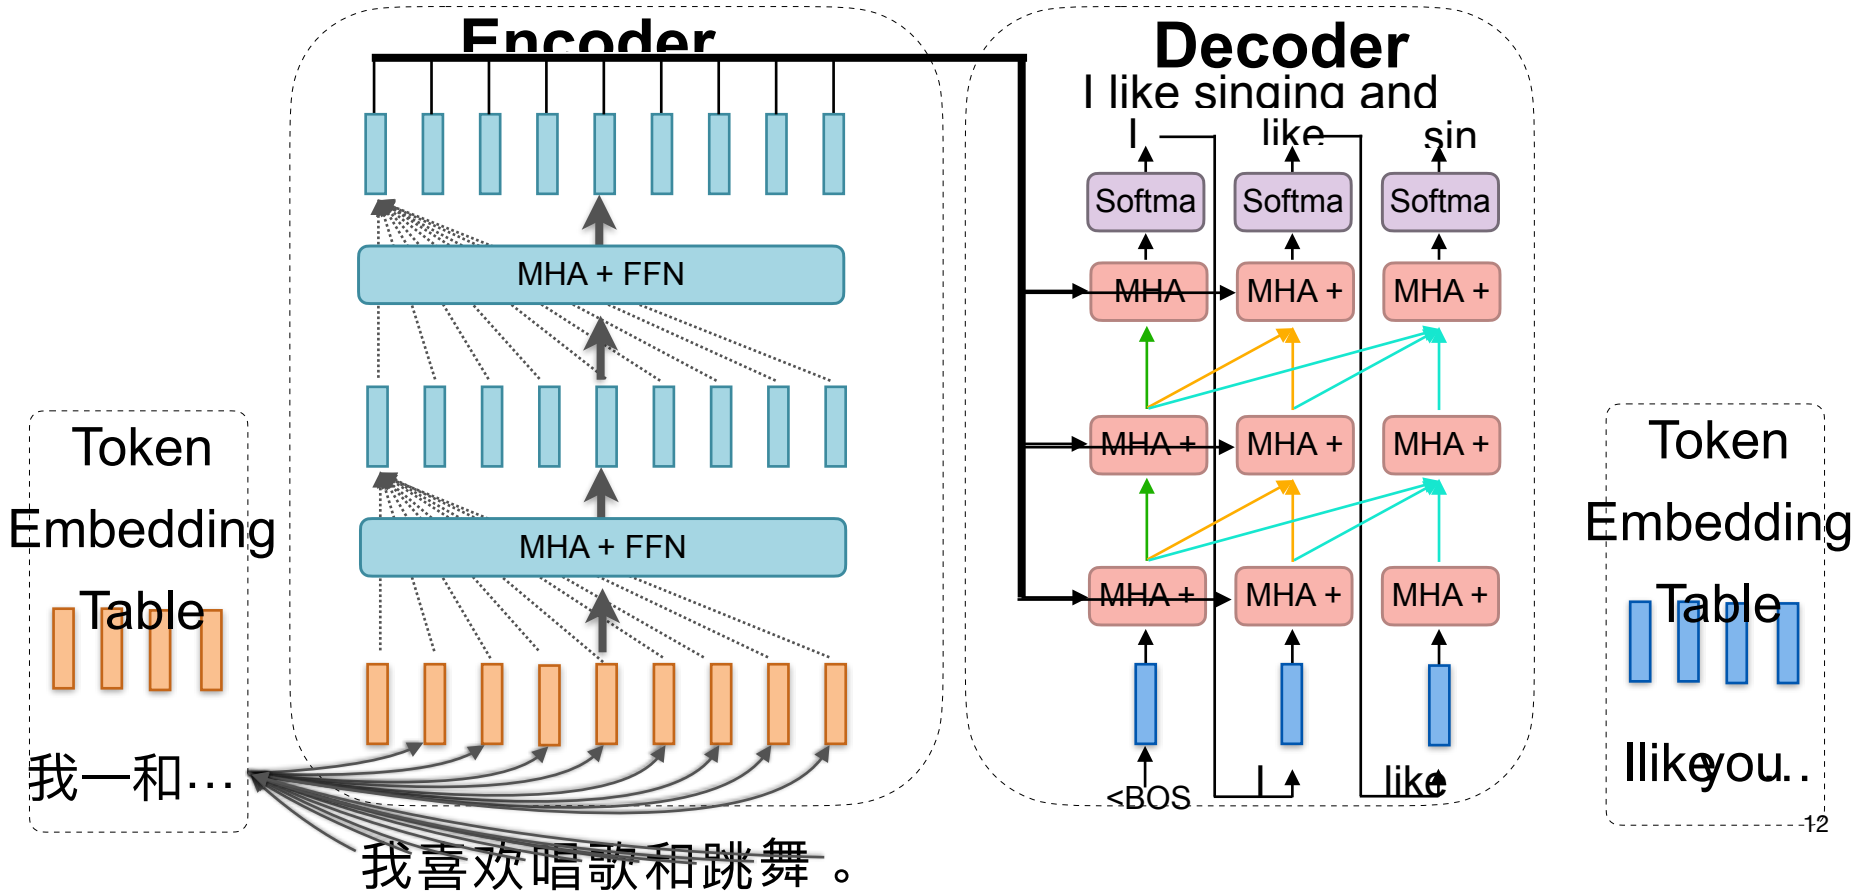 Encoder
Decoder
I like singing and
I
like
sin
Softma
Softma
Softma
MHA + FFN
MHA
MHA +
MHA +
Token
Embedding
Table
MHA +
MHA +
MHA +
Token
Embedding
Table
MHA + FFN
MHA +
MHA +
MHA +
我一和…
<BOS
I
like
I like you ...
12
我喜欢唱歌和跳舞。